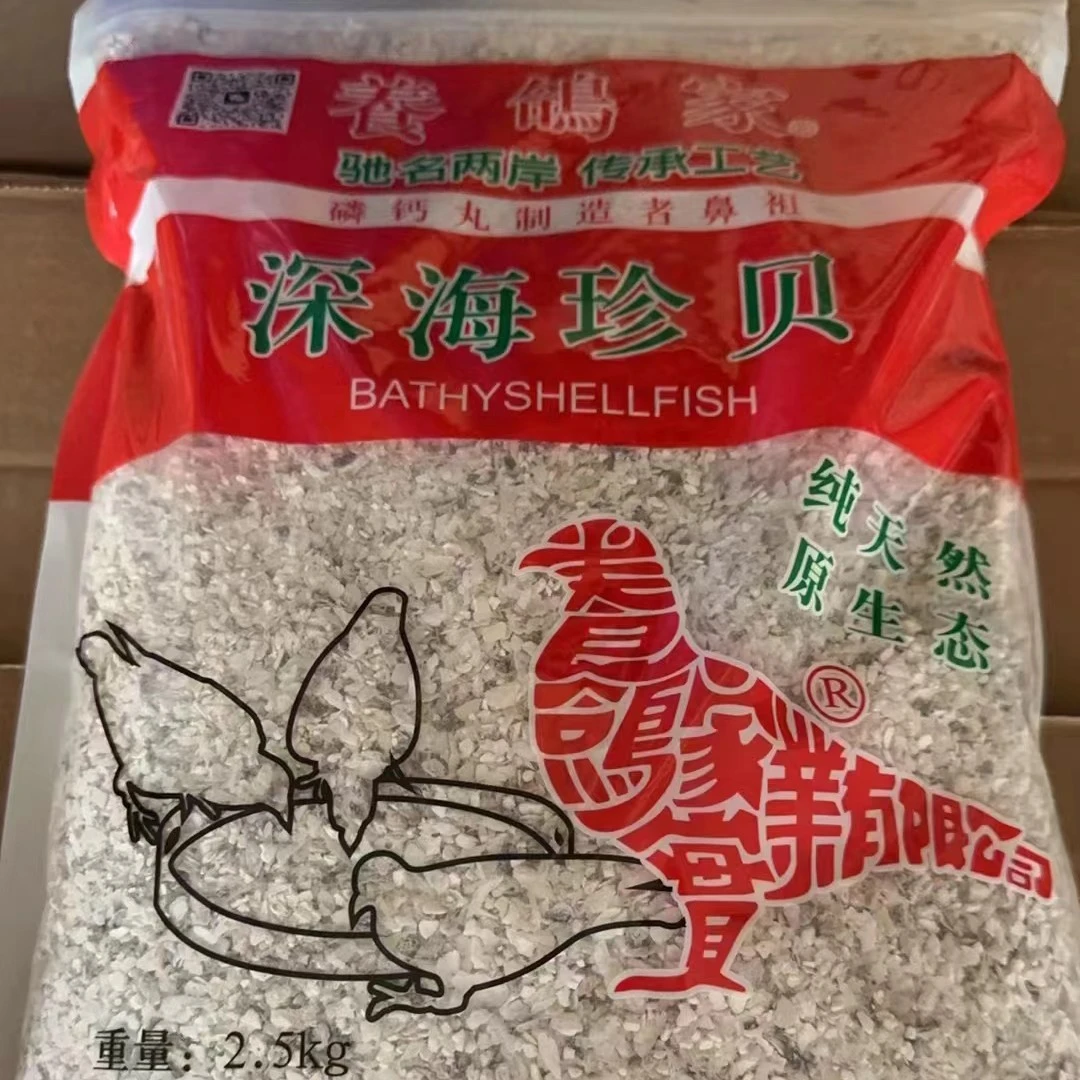 養鴿家®
驰名两岸 传承工艺
磷钙丸制造者鼻祖
深海珍贝
BATHYSHELLFISH
纯天然
原生态
養鴿家實業有限公司
®
重量：2.5kg